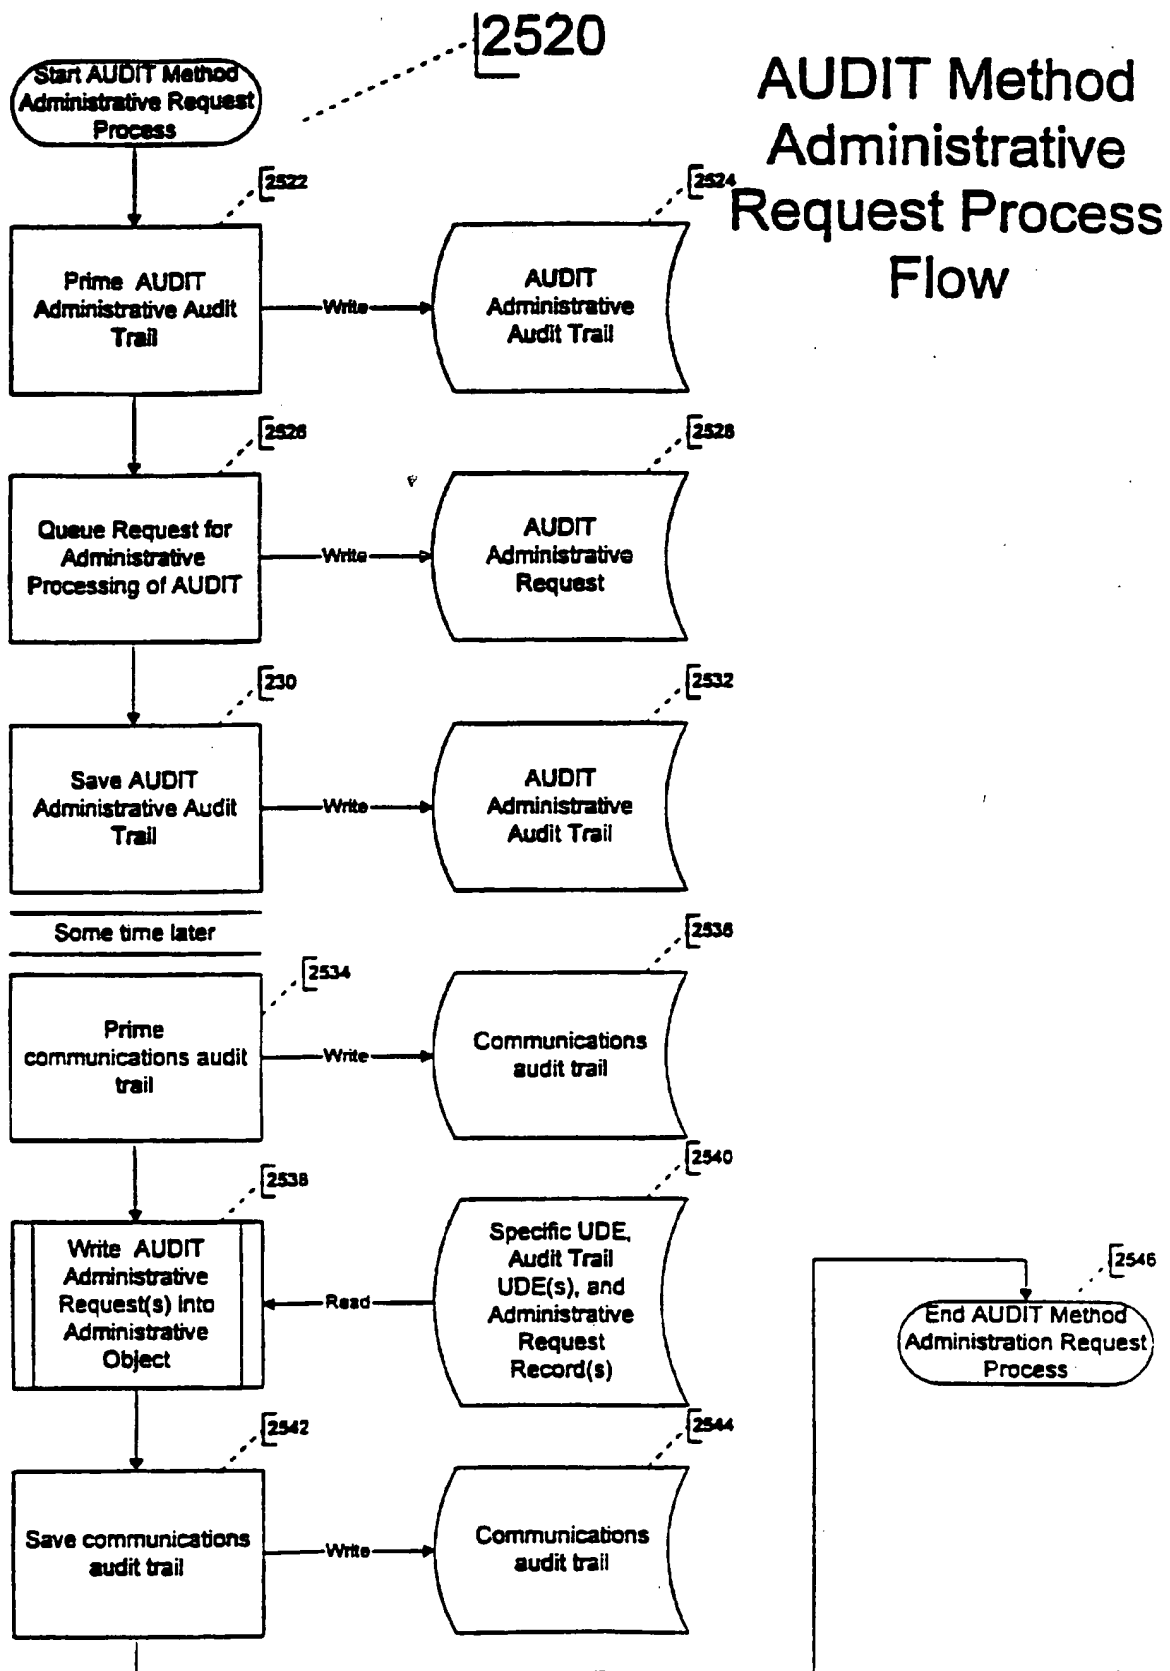 2520
AUDIT Method
Administrative
Request Process
Flow
Start AUDIT Method
Administrative Request
Process
2522
Prime AUDIT
Administrative Audit
Trail
Write
2524
AUDIT
Administrative
Audit Trail
2526
Queue Request for
Administrative
Processing of AUDIT
Write
2528
AUDIT
Administrative
Request
230
Save AUDIT
Administrative Audit
Trail
Write
2532
AUDIT
Administrative
Audit Trail
Some time later
2534
Prime
communications audit
trail
Write
2536
Communications
audit trail
2538
Write AUDIT
Administrative
Request(s) into
Administrative
Object
Read
2540
Specific UDE,
Audit Trail
UDE(s), and
Administrative
Request
Record(s)
2542
Save communications
audit trail
Write
2544
Communications
audit trail
2546
End AUDIT Method
Administration Request
Process